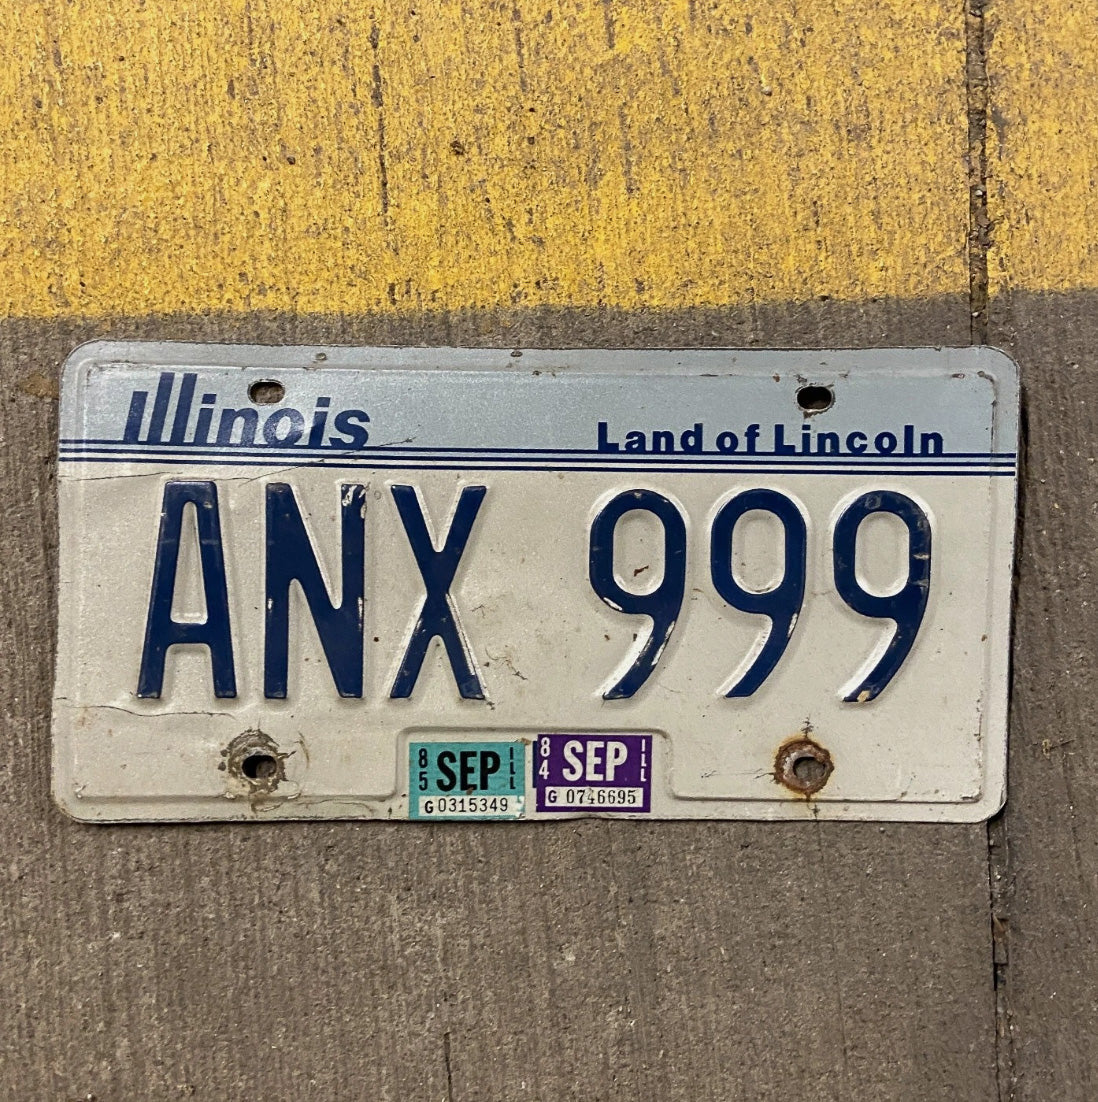 Illinois
Land of Lincoln
ANX 999
85 SEP ILL
G 0315349
84 SEP ILL
G 0746695